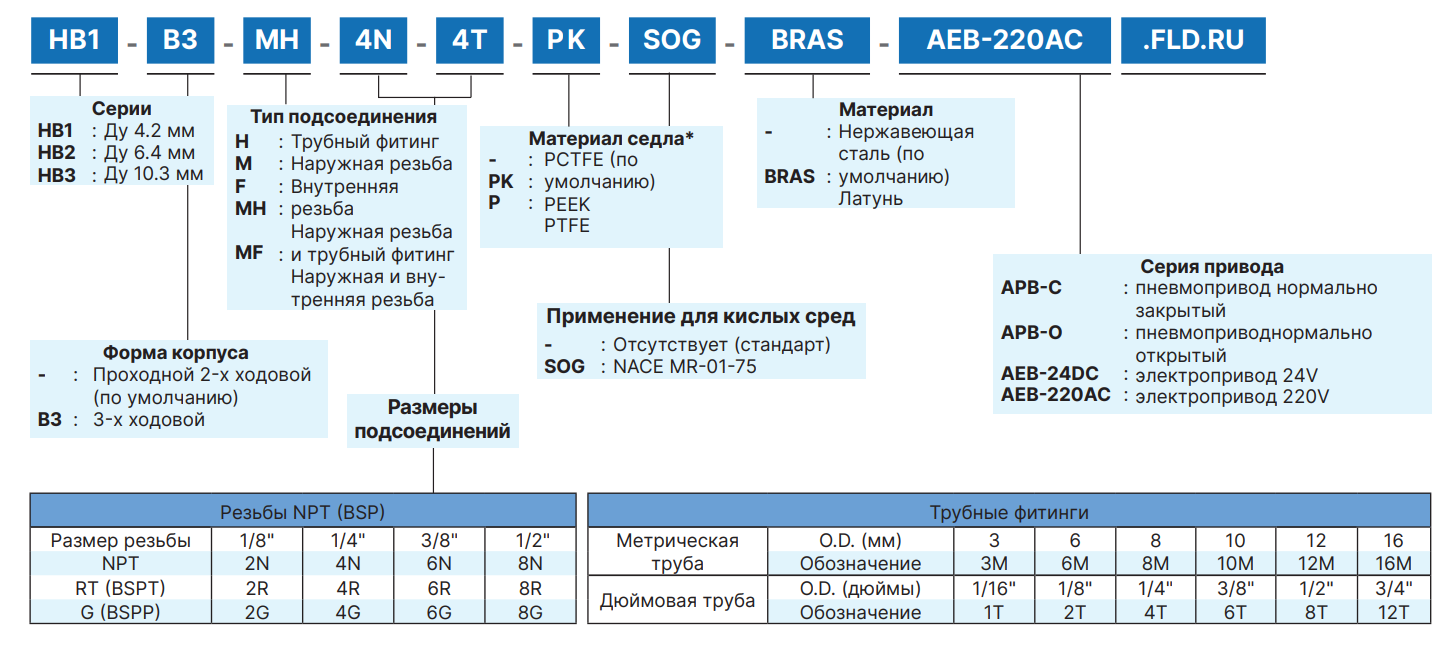 HB1 - B3 - MH - 4N - 4T - PK - SOG - BRAS - AEB-220AC .FLD.RU
Серии
HB1 : Ду 4.2 мм
HB2 : Ду 6.4 мм
HB3 : Ду 10.3 мм
Тип подсоединения
H : Трубный фитинг
M : Наружная резьба
F : Внутренняя
MH : резьба
Наружная резьба
MF : и трубный фитинг
Наружная и вну-
тренняя резьба
Материал седла*
- : PCTFE (по
PK : умолчанию)
P : PEEK
PTFE
Материал
- : Нержавеющая
сталь (по
BRAS : умолчанию)
Латунь
Серия привода
APB-C : пневмопривод нормально
закрытый
APB-O : пневмоприводнормально
открытый
AEB-24DC : электропривод 24V
AEB-220AC : электропривод 220V
Применение для кислых сред
- : Отсутствует (стандарт)
SOG : NACE MR-01-75
Форма корпуса
- : Проходной 2-х ходовой
(по умолчанию)
B3 : 3-х ходовой
Размеры
подсоединений
Резьбы NPT (BSP)
Размер резьбы 1/8" 1/4" 3/8" 1/2"
NPT 2N 4N 6N 8N
RT (BSPT) 2R 4R 6R 8R
G (BSPP) 2G 4G 6G 8G
Трубные фитинги
Метрическая O.D. (мм) 3 6 8 10 12 16
труба Обозначение 3M 6M 8M 10M 12M 16M
Дюймовая труба O.D. (дюймы) 1/16" 1/8" 1/4" 3/8" 1/2" 3/4"
Обозначение 1T 2T 4T 6T 8T 12T